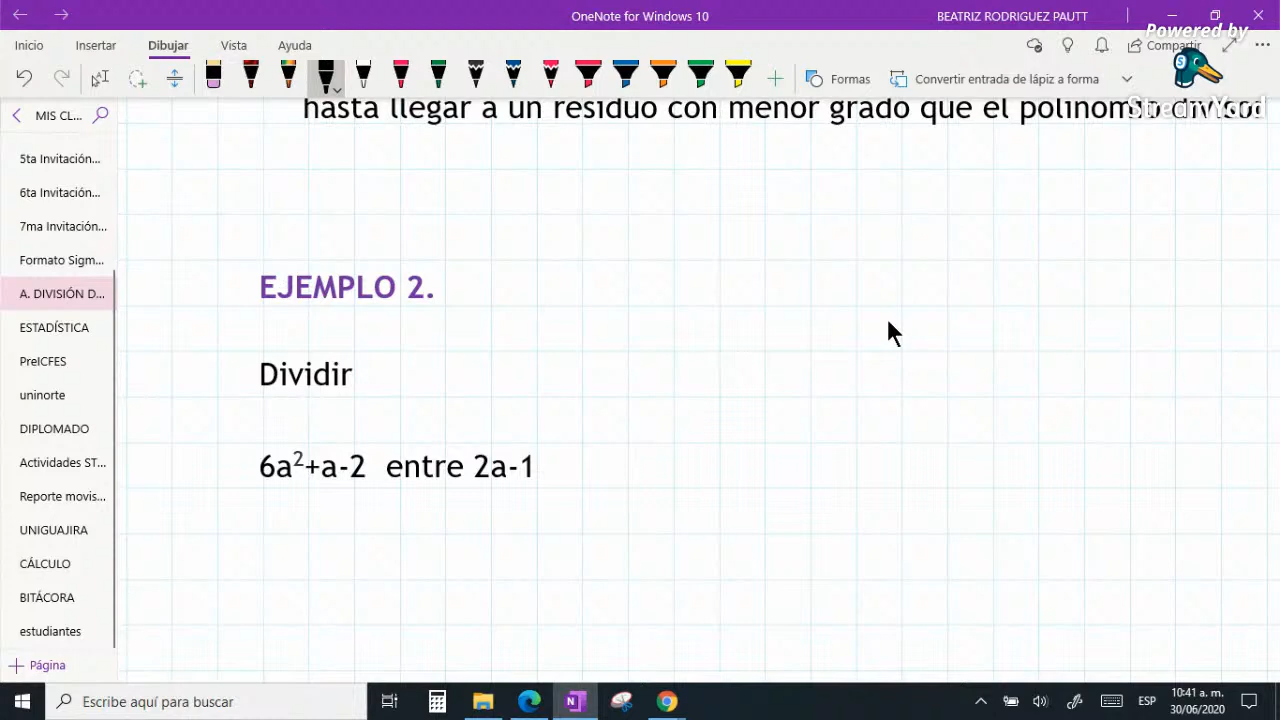 OneNote for Windows 10
BEATRIZ RODRIGUEZ PAUTT
Powered by
Inicio Insertar Dibujar Vista Ayuda Compartir
Formas Convertir entrada de lápiz a forma
StreamYard
MIS CL...
hasta llegar a un residuo con menor grado que el
5ta Invitación...
6ta Invitación...
7ma Invitación...
Formato Sigm...
A. DIVISIÓN D...
ESTADÍSTICA
PreICFES
uninorte
DIPLOMADO
Actividades ST...
Reporte movis...
UNIGUAJIRA
CÁLCULO
BITÁCORA
estudiantes
Página
EJEMPLO 2.
Dividir
6a²+a-2 entre 2a-1
Escribe aquí para buscar
ESP
10:41 a. m.
30/06/2020